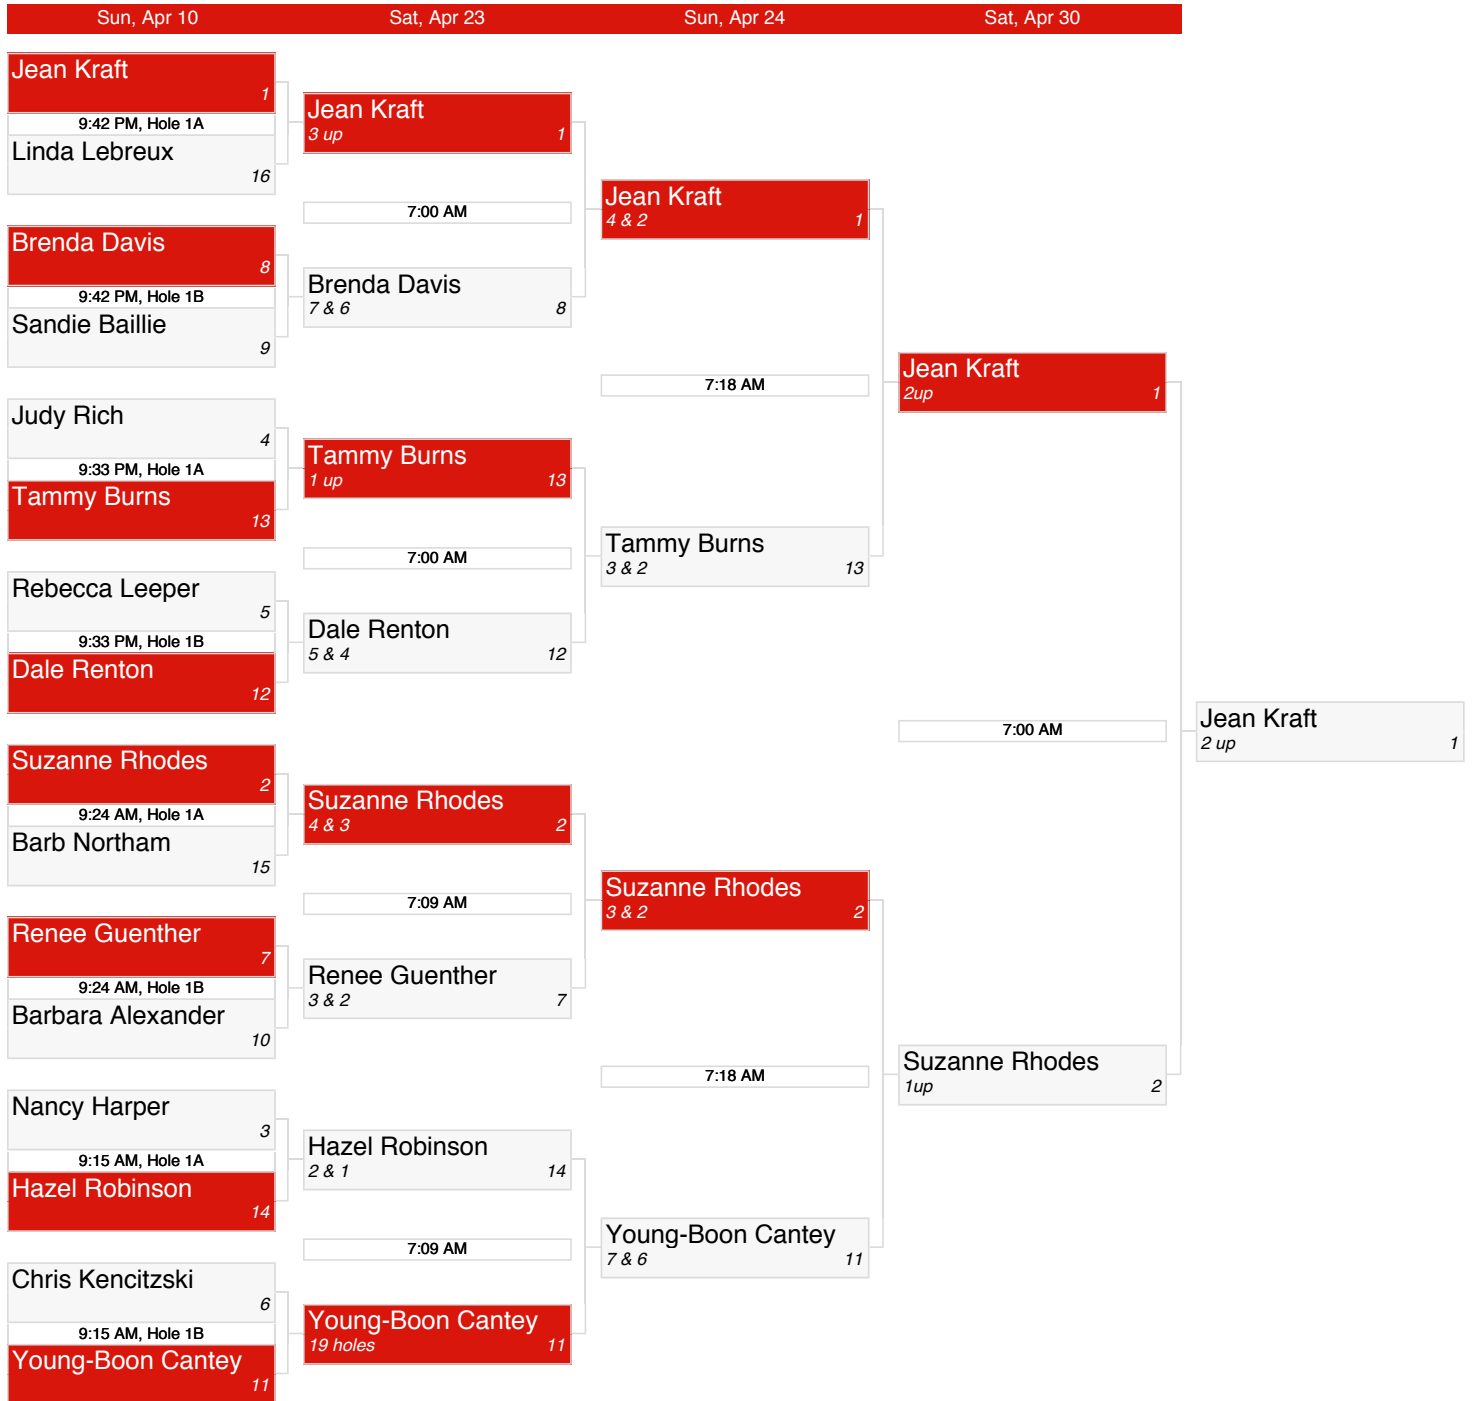 Sun, Apr 10
Sat, Apr 23
Sun, Apr 24
Sat, Apr 30
Jean Kraft
1
9:42 PM, Hole 1A
Linda Lebreux
16
Brenda Davis
8
9:42 PM, Hole 1B
Sandie Baillie
9
Judy Rich
4
9:33 PM, Hole 1A
Tammy Burns
13
Rebecca Leeper
5
9:33 PM, Hole 1B
Dale Renton
12
Suzanne Rhodes
2
9:24 AM, Hole 1A
Barb Northam
15
Renee Guenther
7
9:24 AM, Hole 1B
Barbara Alexander
10
Nancy Harper
3
9:15 AM, Hole 1A
Hazel Robinson
14
Chris Kencitzski
6
9:15 AM, Hole 1B
Young-Boon Cantey
11
Jean Kraft
3 up 1
7:00 AM
Brenda Davis
7 & 6 8
Tammy Burns
1 up 13
7:00 AM
Dale Renton
5 & 4 12
Suzanne Rhodes
4 & 3 2
7:09 AM
Renee Guenther
3 & 2 7
Hazel Robinson
2 & 1 14
7:09 AM
Young-Boon Cantey
19 holes 11
Jean Kraft
4 & 2 1
7:18 AM
Tammy Burns
3 & 2 13
Suzanne Rhodes
3 & 2 2
7:18 AM
Young-Boon Cantey
7 & 6 11
Jean Kraft
2up 1
7:00 AM
Suzanne Rhodes
1up 2
Jean Kraft
2 up 1